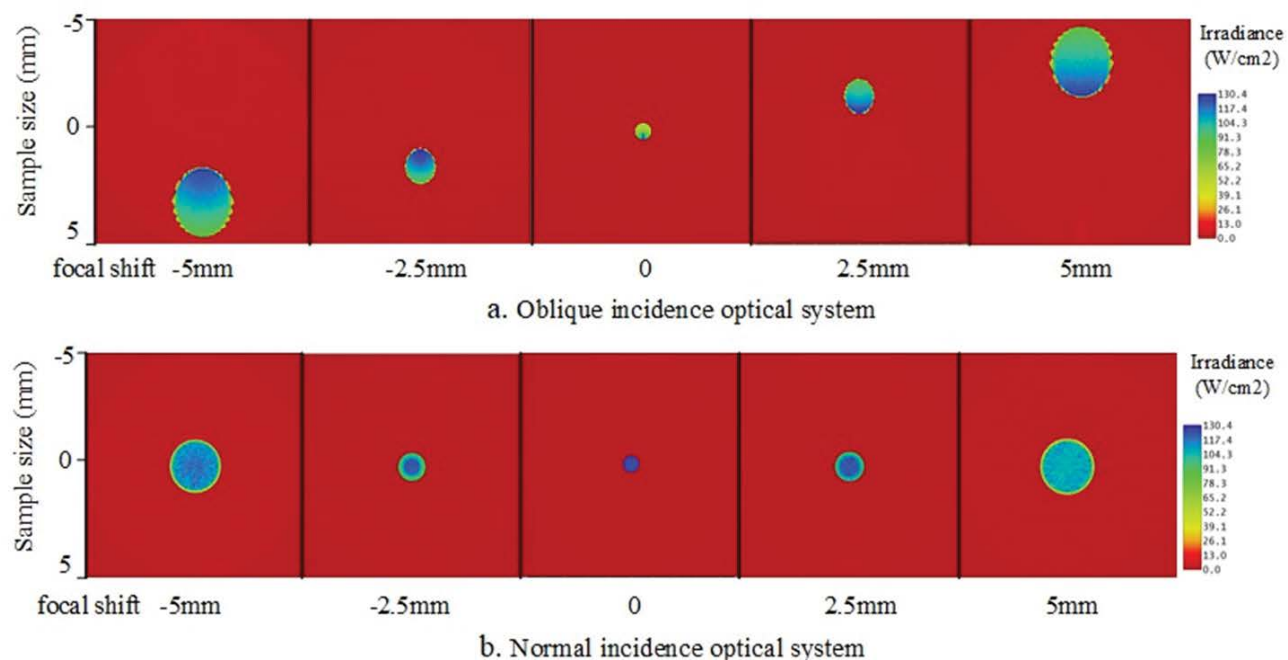 -5
Sample size (mm)
0
5
Irradiance
(W/cm2)
130.4
117.4
104.3
91.3
78.3
65.2
52.2
39.1
26.1
13.0
0.0
focal shift -5mm -2.5mm 0 2.5mm 5mm
a. Oblique incidence optical system
-5
Sample size (mm)
0
5
Irradiance
(W/cm2)
130.4
117.4
104.3
91.3
78.3
65.2
52.2
39.1
26.1
13.0
0.0
focal shift -5mm -2.5mm 0 2.5mm 5mm
b. Normal incidence optical system